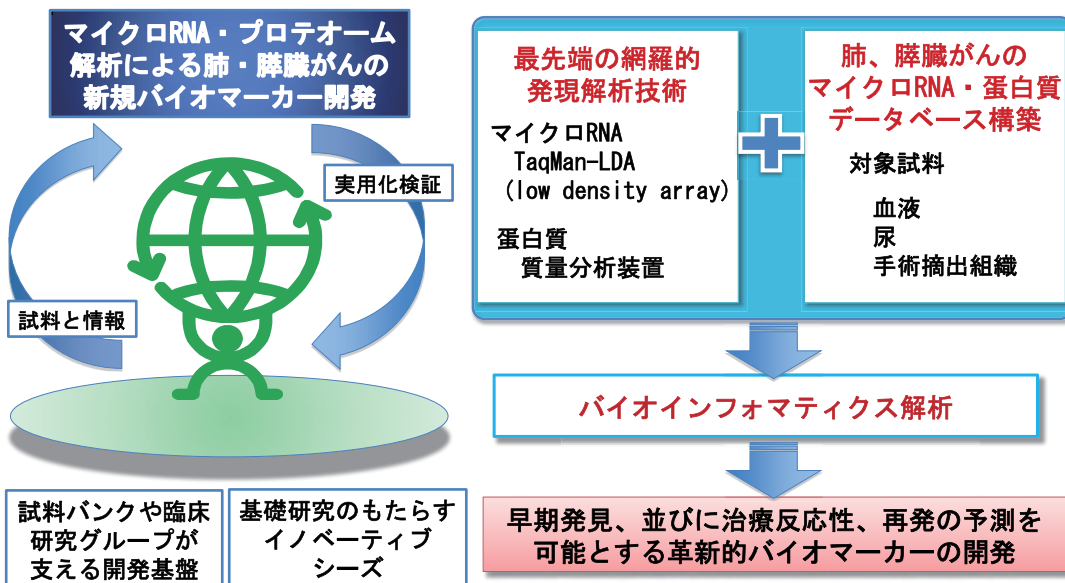 マイクロRNA・プロテオーム
解析による肺・膵臓がんの
新規バイオマーカー開発
実用化検証
試料と情報
試料バンクや臨床
研究グループが
支える開発基盤
基礎研究のもたらす
イノベーティブ
シーズ
最先端の網羅的
発現解析技術
マイクロRNA
TaqMan-LDA
(low density array)
蛋白質
質量分析装置
肺、膵臓がんの
マイクロRNA・蛋白質
データベース構築
対象試料
血液
尿
手術摘出組織
バイオインフォマティクス解析
早期発見、並びに治療反応性、再発の予測を
可能とする革新的バイオマーカーの開発